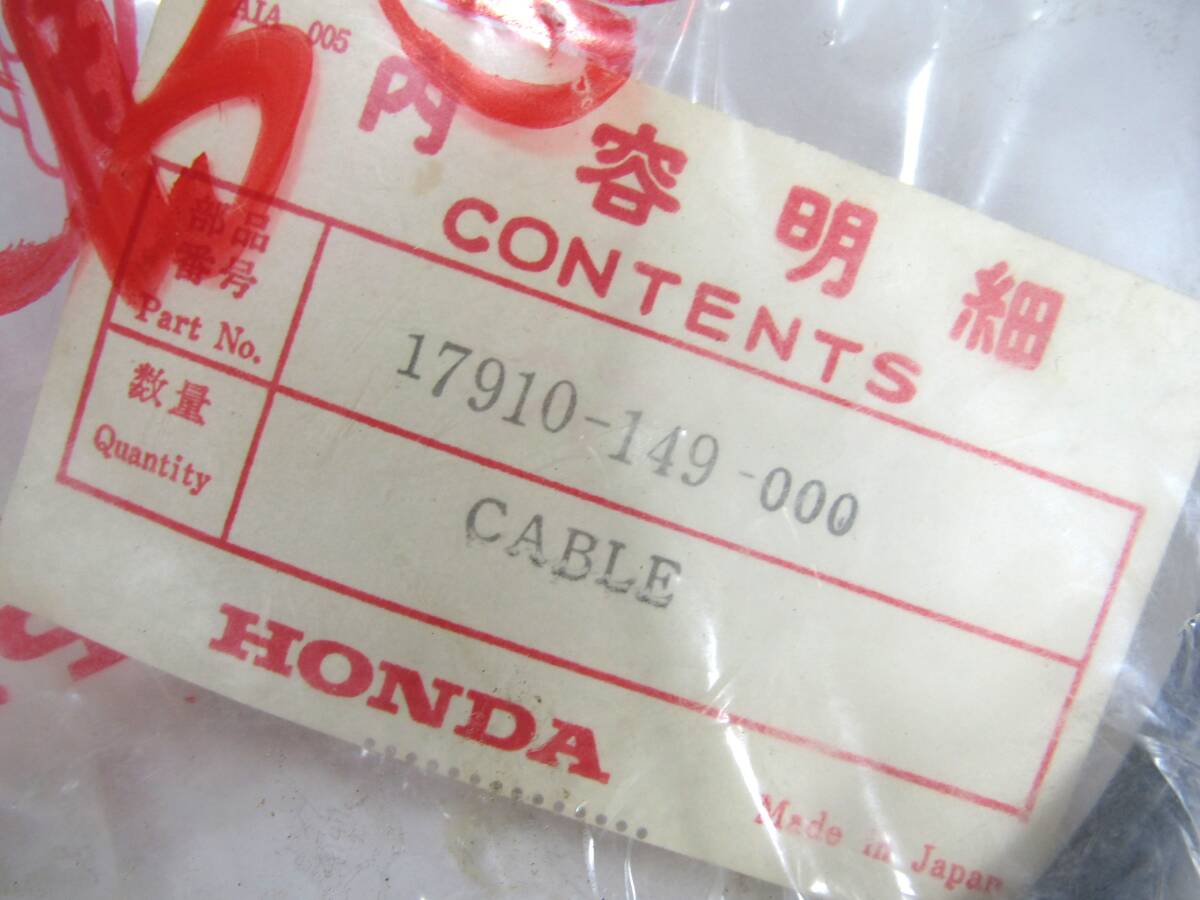 AIA 005
内容明細
CONTENTS
部品
番号
Part No.
17910-149-000
数量
Quantity
CABLE
HONDA
Made in Japan